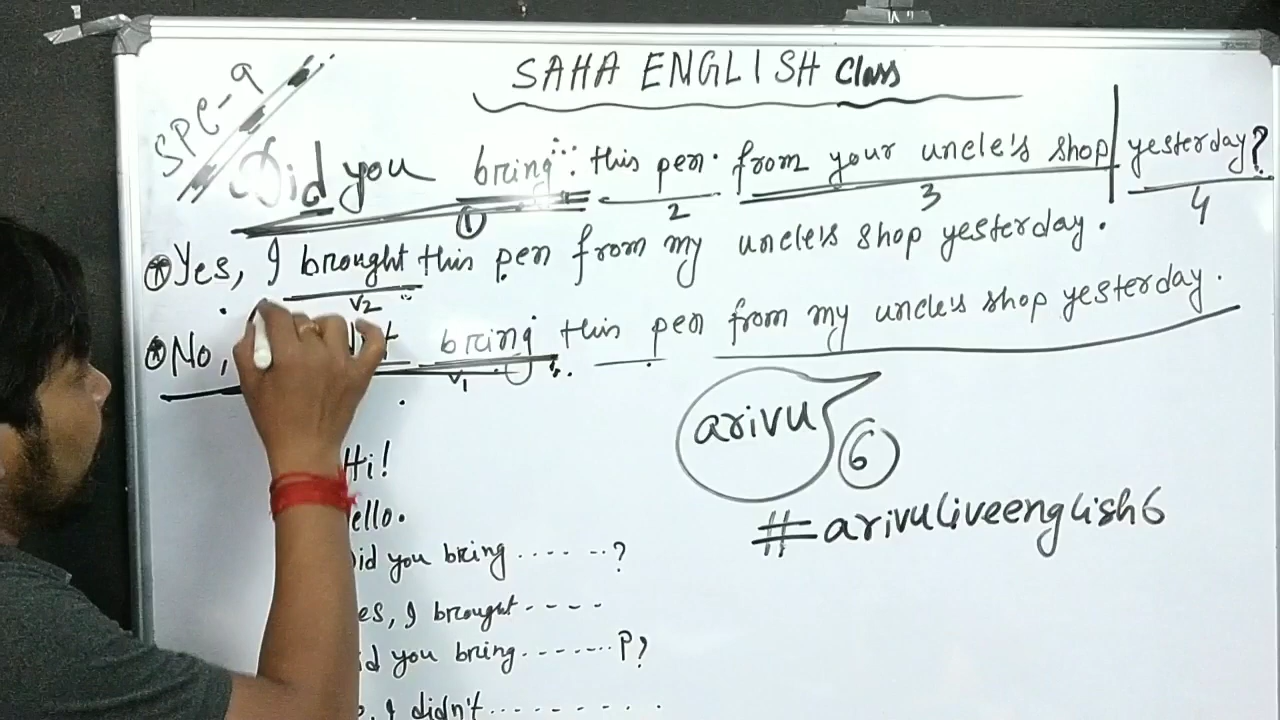 SPC-9
SAHA ENGLISH Class
Did you bring this pen from your uncle's shop yesterday?
1 2 3 4
Yes, I brought this pen from my uncle's shop yesterday.
V2
No, bring this pen from my uncle's shop yesterday.
V1
arivu
6
Hi!
ello.
#arivuliveenglish6
id you bring ......?
es, I brought----
id you bring.......P?
I didn't..........